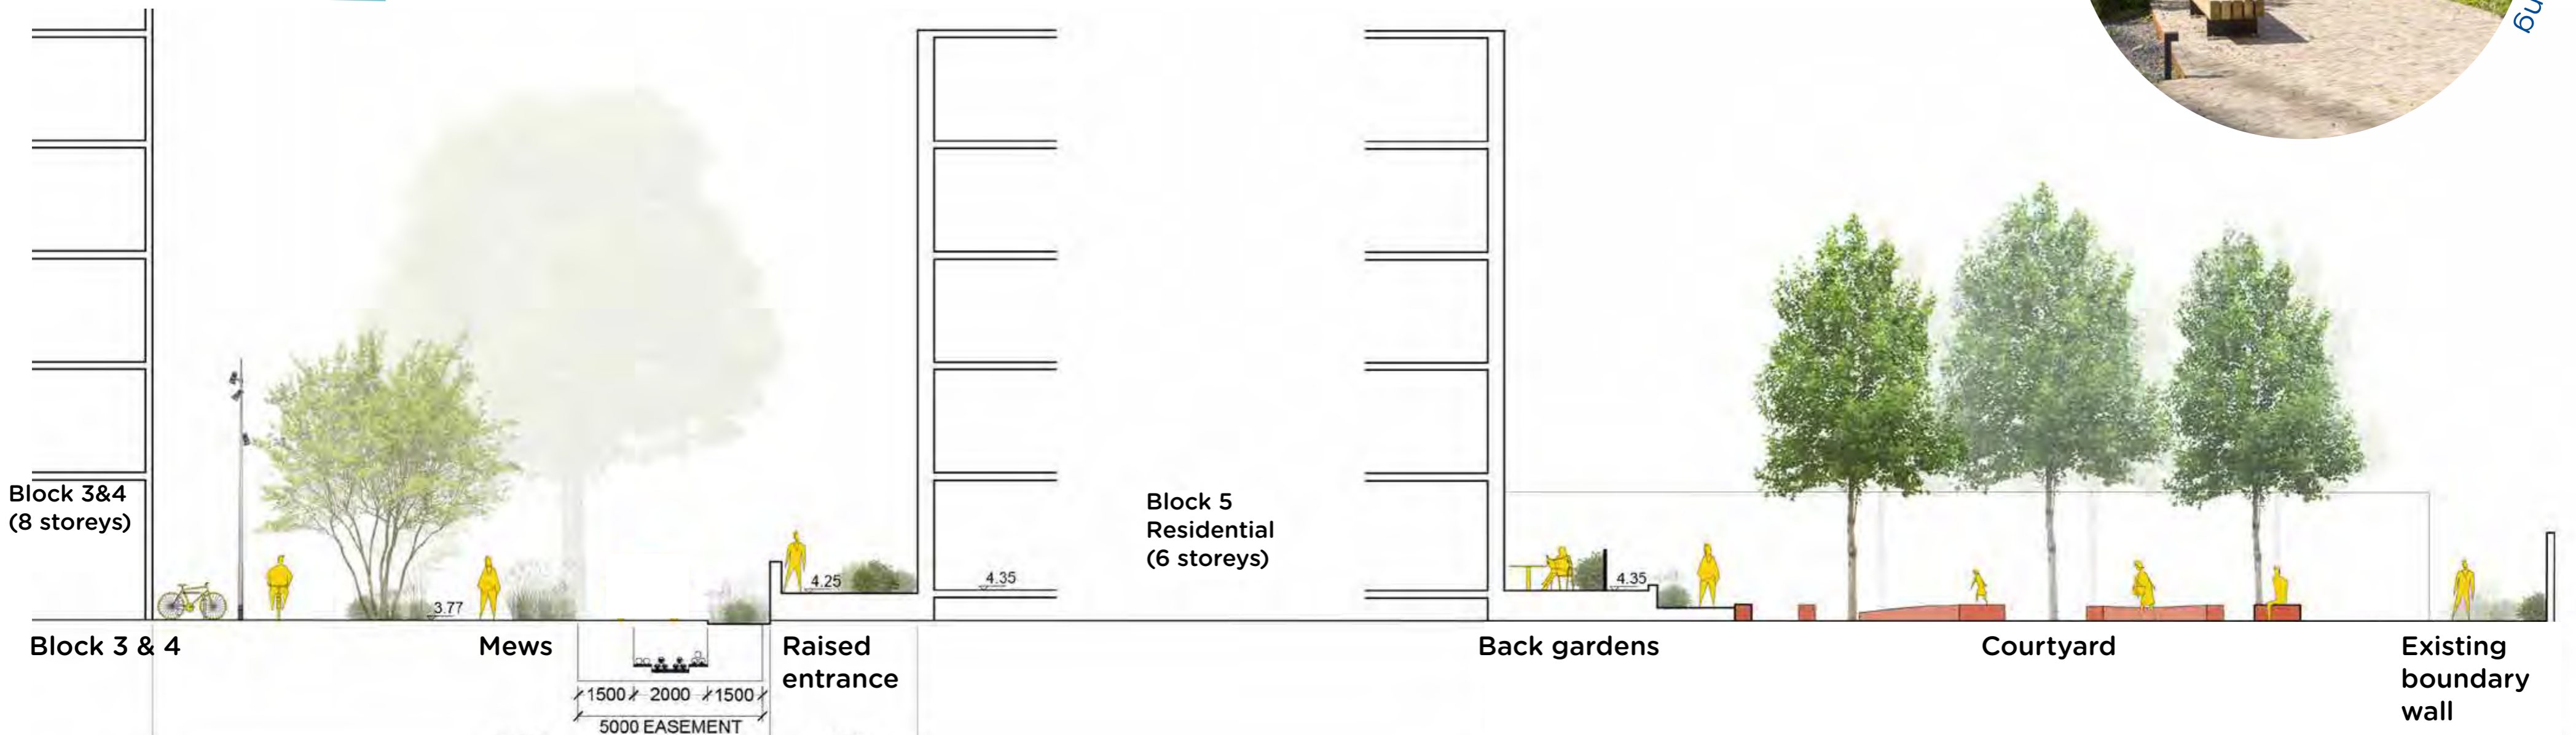 ng
Block 3&4
(8 storeys)
Block 5
Residential
(6 storeys)
3.77
4.25
4.35
4.35
Block 3 & 4
Mews
Raised
entrance
Back gardens
Courtyard
Existing
boundary
wall
1500
2000
1500
5000 EASEMENT